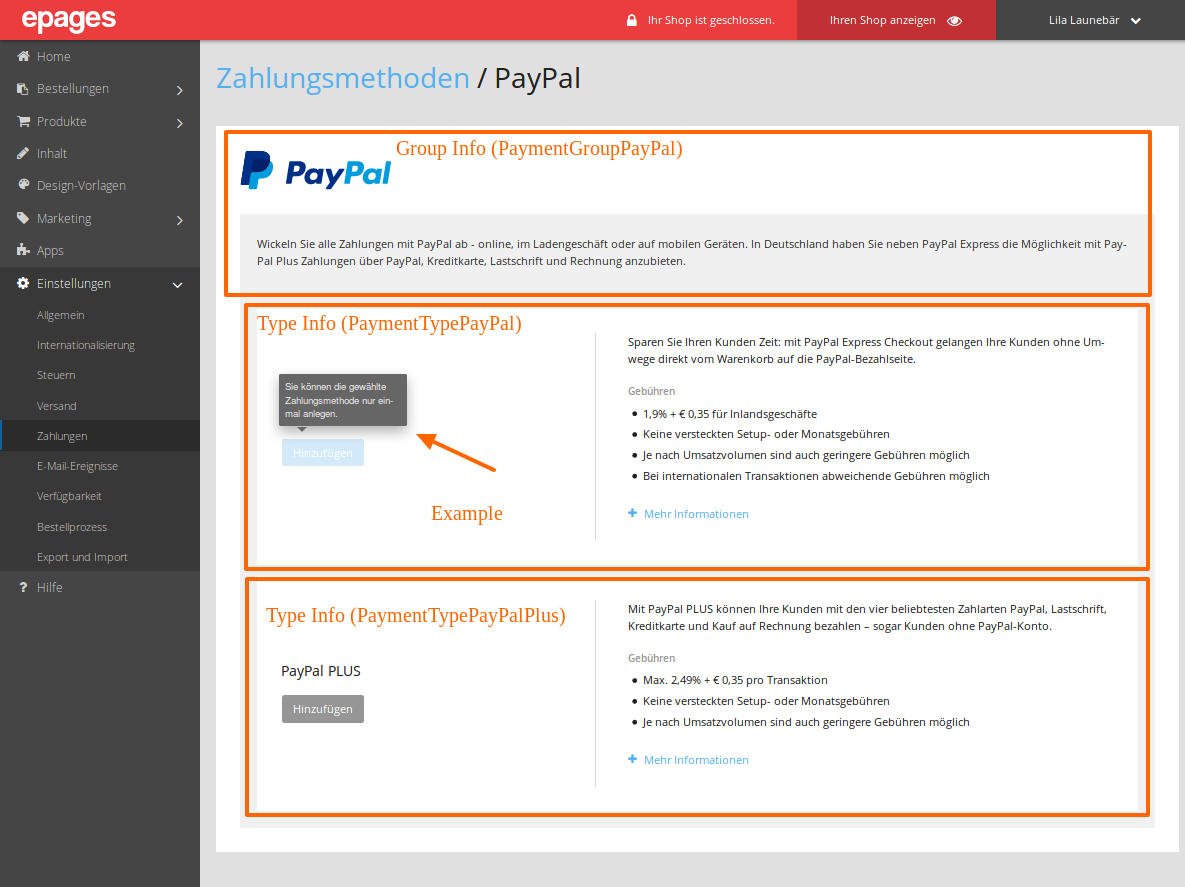 epages
Ihr Shop ist geschlossen.
Ihren Shop anzeigen
Lila Launebär
Home
Bestellungen
Produkte
Inhalt
Design-Vorlagen
Marketing
Apps
Einstellungen
Allgemein
Internationalisierung
Steuern
Versand
Zahlungen
E-Mail-Ereignisse
Verfügbarkeit
Bestellprozess
Export und Import
? Hilfe
Zahlungsmethoden / PayPal
Group Info (PaymentGroupPayPal)
PayPal
Wickeln Sie alle Zahlungen mit PayPal ab - online, im Ladengeschäft oder auf mobilen Geräten. In Deutschland haben Sie neben PayPal Express die Möglichkeit mit Pay-
Pal Plus Zahlungen über PayPal, Kreditkarte, Lastschrift und Rechnung anzubieten.
Type Info (PaymentTypePayPal)
Sie können die gewählte
Zahlungsmethode nur ein-
mal anlegen.
Hinzufügen
Example
Sparen Sie Ihren Kunden Zeit: mit PayPal Express Checkout gelangen Ihre Kunden ohne Um-
wege direkt vom Warenkorb auf die PayPal-Bezahlseite.
Gebühren
• 1,9% + € 0,35 für Inlandsgeschäfte
• Keine versteckten Setup- oder Monatsgebühren
• Je nach Umsatzvolumen sind auch geringere Gebühren möglich
• Bei internationalen Transaktionen abweichende Gebühren möglich
+ Mehr Informationen
Type Info (PaymentTypePayPalPlus)
PayPal PLUS
Hinzufügen
Mit PayPal PLUS können Ihre Kunden mit den vier beliebtesten Zahlarten PayPal, Lastschrift,
Kreditkarte und Kauf auf Rechnung bezahlen – sogar Kunden ohne PayPal-Konto.
Gebühren
• Max. 2,49% + € 0,35 pro Transaktion
• Keine versteckten Setup- oder Monatsgebühren
• Je nach Umsatzvolumen sind auch geringere Gebühren möglich
+ Mehr Informationen